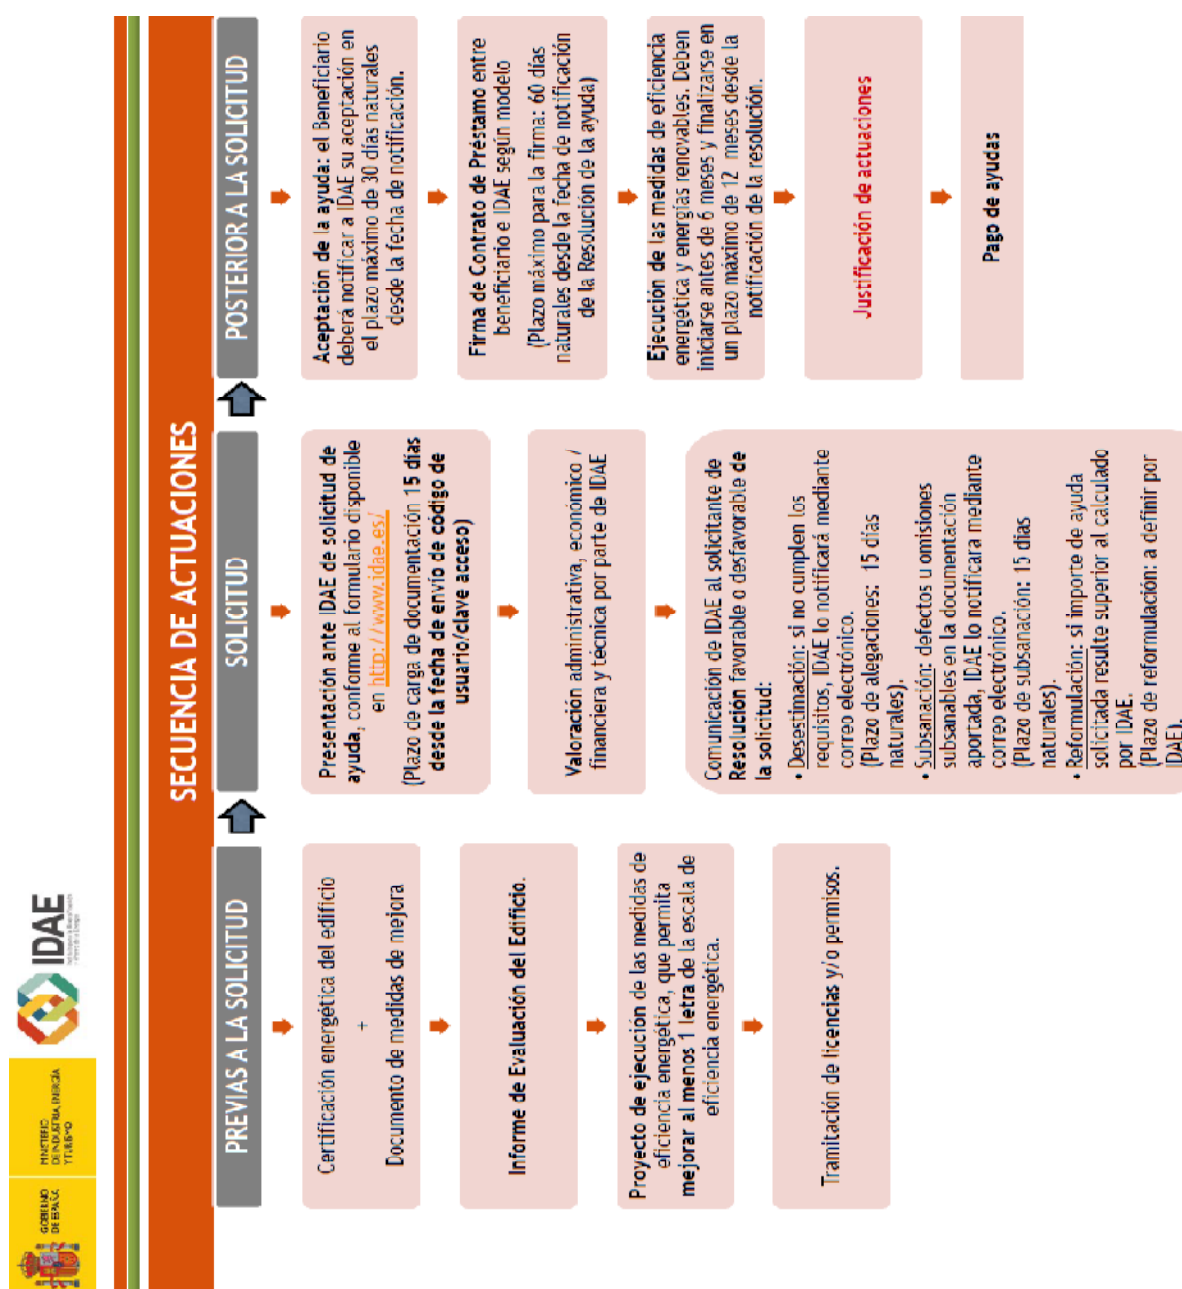 GOBIERNO
DE ESPAÑA
MINISTERIO
DE INDUSTRIA, ENERGÍA
Y TURISMO
IDAE
SECUENCIA DE ACTUACIONES
PREVIAS A LA SOLICITUD
Certificación energética del edificio
+
Documento de medidas de mejora
Informe de Evaluación del Edificio.
Proyecto de ejecución de las medidas de
eficiencia energética, que permita
mejorar al menos 1 letra de la escala de
eficiencia energética.
Tramitación de licencias y/o permisos.
SOLICITUD
Presentación ante IDAE de solicitud de
ayuda, conforme al formulario disponible
en http://www.idae.es/
(Plazo de carga de documentación 15 días
desde la fecha de envío de código de
usuario/clave acceso)
Valoración administrativa, económico /
financiera y técnica por parte de IDAE
Comunicación de IDAE al solicitante de
Resolución favorable o desfavorable de
la solicitud:
• Desestimación: si no cumplen los
requisitos, IDAE lo notificará mediante
correo electrónico.
(Plazo de alegaciones: 15 días
naturales).
• Subsanación: defectos u omisiones
subsanables en la documentación
aportada, IDAE lo notificara mediante
correo electrónico.
(Plazo de subsanación: 15 días
naturales).
• Reformulación: si importe de ayuda
solicitada resulte superior al calculado
por IDAE.
(Plazo de reformulación: a definir por
IDAE).
POSTERIOR A LA SOLICITUD
Aceptación de la ayuda: el Beneficiario
deberá notificar a IDAE su aceptación en
el plazo máximo de 30 días naturales
desde la fecha de notificación.
Firma de Contrato de Préstamo entre
beneficiario e IDAE según modelo
(Plazo máximo para la firma: 60 días
naturales desde la fecha de notificación
de la Resolución de la ayuda)
Ejecución de las medidas de eficiencia
energética y energías renovables. Deben
iniciarse antes de 6 meses y finalizarse en
un plazo máximo de 12 meses desde la
notificación de la resolución.
Justificación de actuaciones
Pago de ayudas